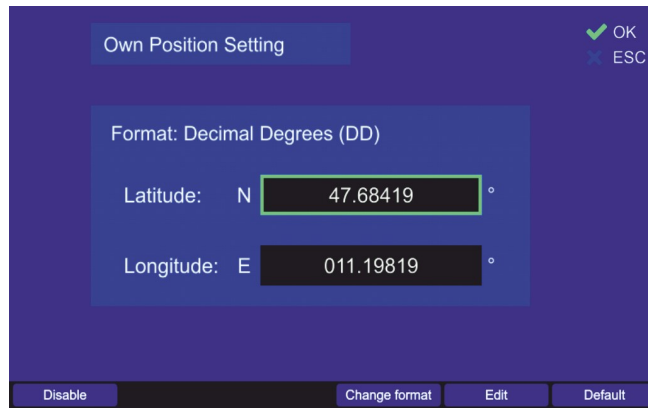 Own Position Setting
OK
ESC
Format: Decimal Degrees (DD)
Latitude: N 47.68419 °
Longitude: E 011.19819 °
Disable Change format Edit Default